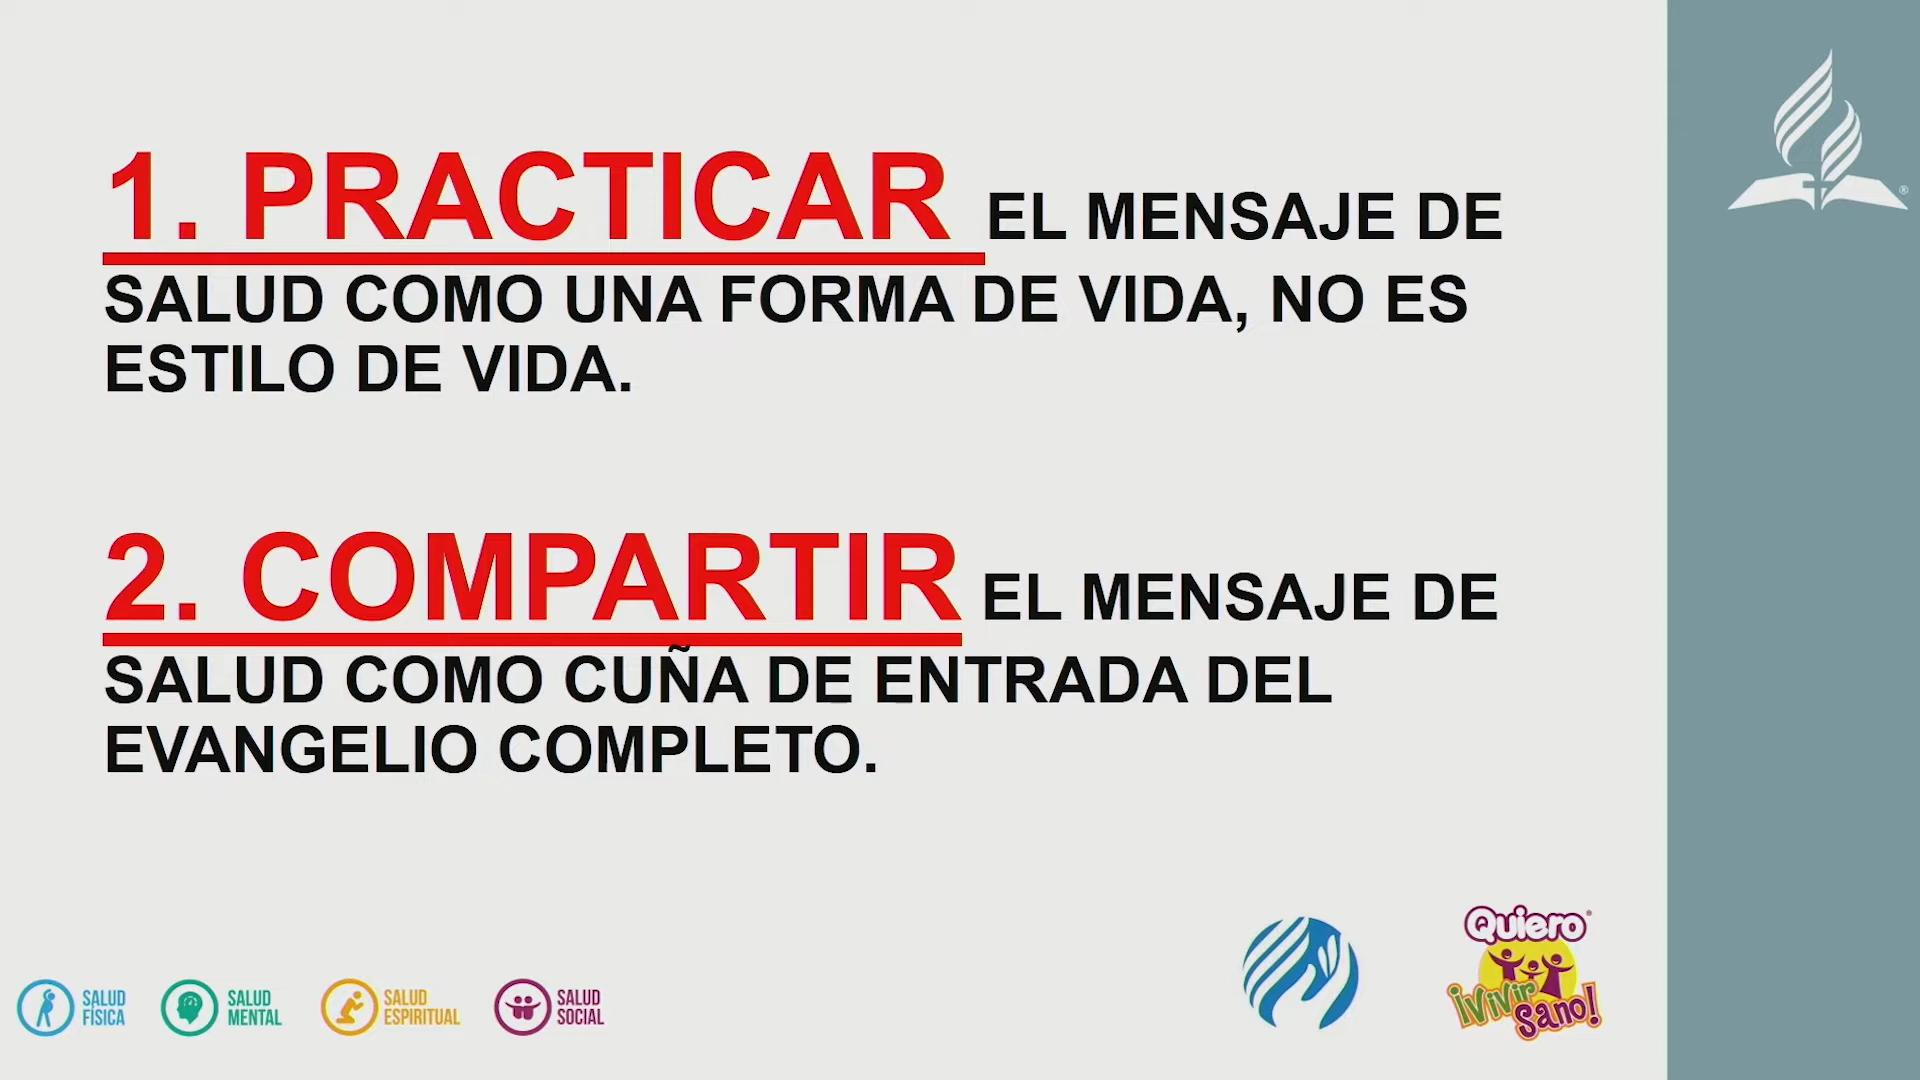 1. PRACTICAR EL MENSAJE DE
SALUD COMO UNA FORMA DE VIDA, NO ES
ESTILO DE VIDA.
2. COMPARTIR EL MENSAJE DE
SALUD COMO CUÑA DE ENTRADA DEL
EVANGELIO COMPLETO.
SALUD
FÍSICA
SALUD
MENTAL
SALUD
ESPIRITUAL
SALUD
SOCIAL
Quiero
¡Vivir
Sano!